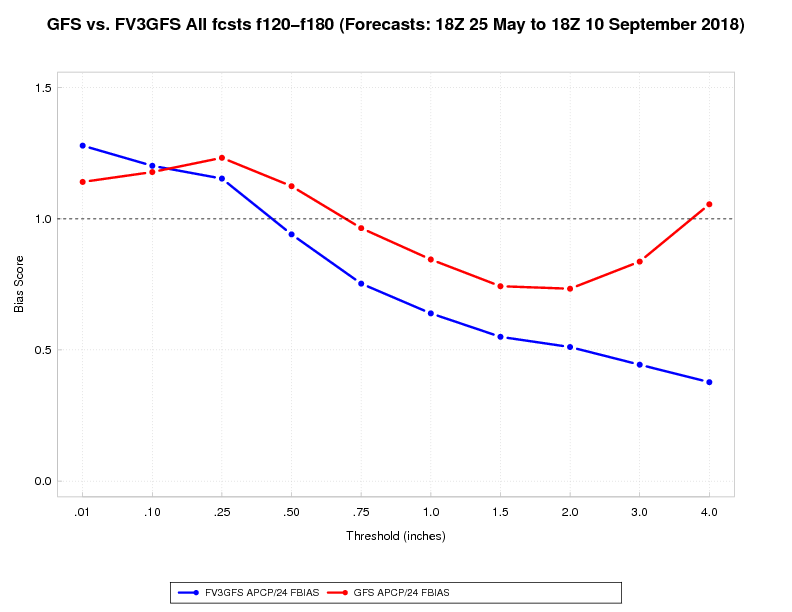 GFS vs. FV3GFS All fcsts f120–f180 (Forecasts: 18Z 25 May to 18Z 10 September 2018)
1.5
1.0
0.5
0.0
Bias Score
.01 .10 .25 .50 .75 1.0 1.5 2.0 3.0 4.0
Threshold (inches)
FV3GFS APCP/24 FBIAS GFS APCP/24 FBIAS